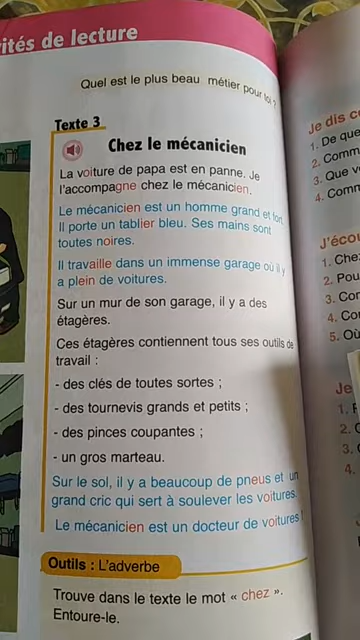 ités de lecture
Quel est le plus beau métier pour toi ?
Texte 3
Chez le mécanicien
La voiture de papa est en panne. Je
l'accompagne chez le mécanicien.
Le mécanicien est un homme grand et fort.
Il porte un tablier bleu. Ses mains sont
toutes noires.
Il travaille dans un immense garage où il y
a plein de voitures.
Sur un mur de son garage, il y a des
étagères.
Ces étagères contiennent tous ses outils de
travail :
- des clés de toutes sortes ;
- des tournevis grands et petits ;
- des pinces coupantes ;
- un gros marteau.
Sur le sol, il y a beaucoup de pneus et un
grand cric qui sert à soulever les voitures.
Le mécanicien est un docteur de voitures !
Outils : L'adverbe
Trouve dans le texte le mot « chez ».
Entoure-le.
Je dis c
1. De que
2. Comm
3. Que v
4. Comm
J'écou
1. Che
2. Pou
3. Cor
4. Co
5. Où
Je
1.
2.
3.
4.